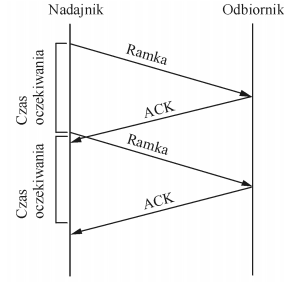 Nadajnik
Odbiornik
Ramka
Czas
oczekiwania
ACK
Ramka
Czas
oczekiwania
ACK